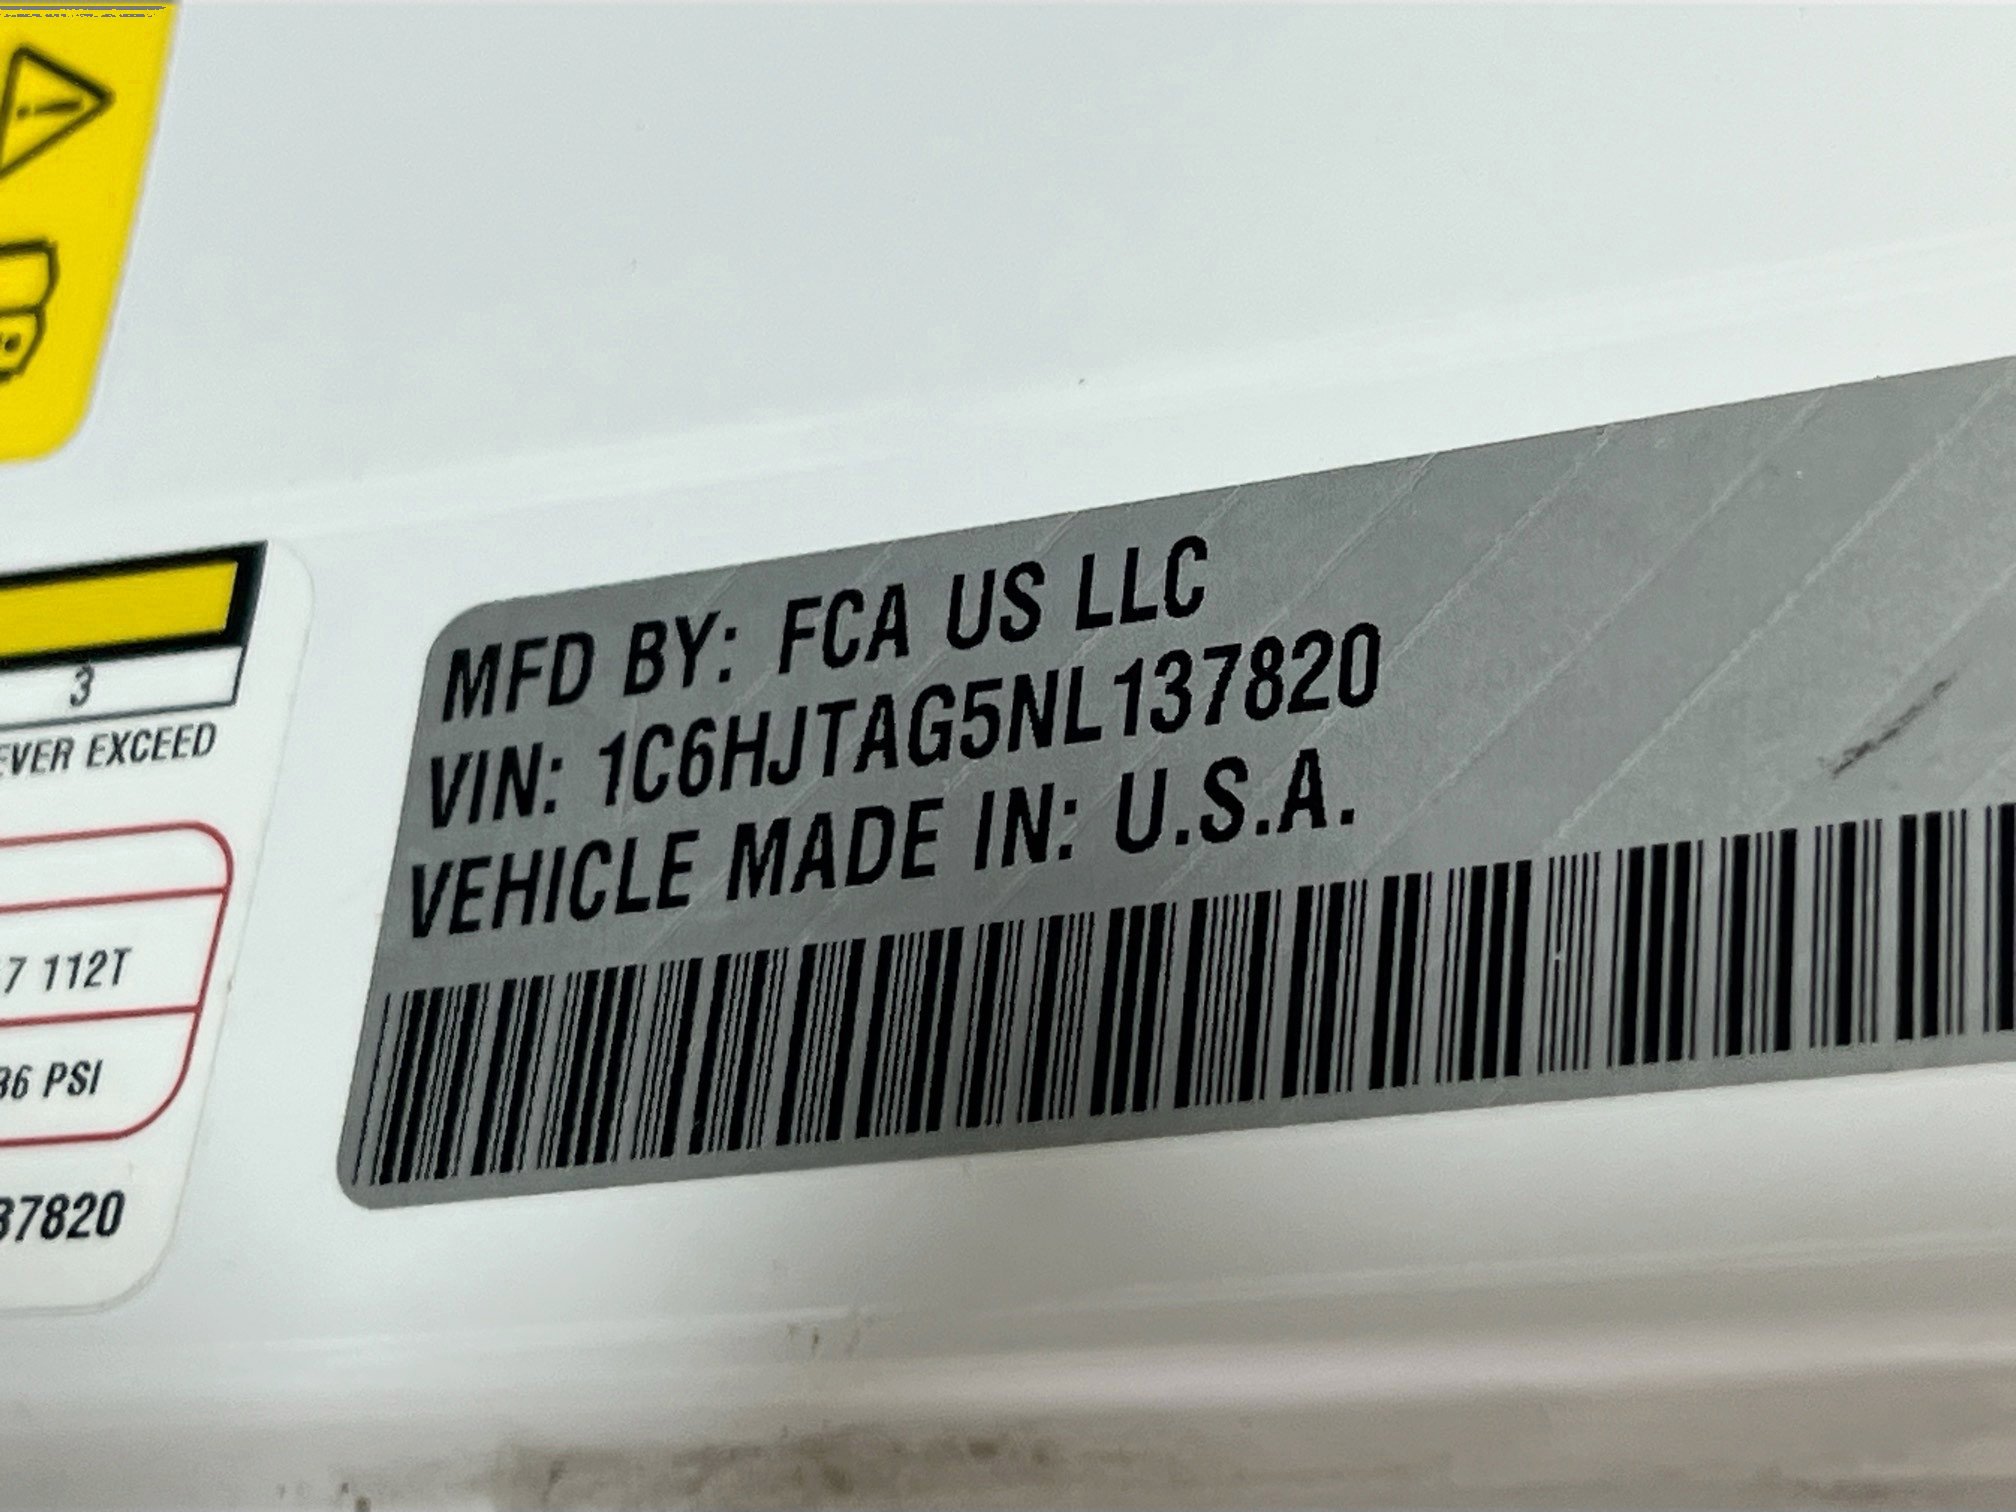 3
EVER EXCEED
7 112T
36 PSI
37820
MFD BY: FCA US LLC
VIN: 1C6HJTAG5NL137820
VEHICLE MADE IN: U.S.A.